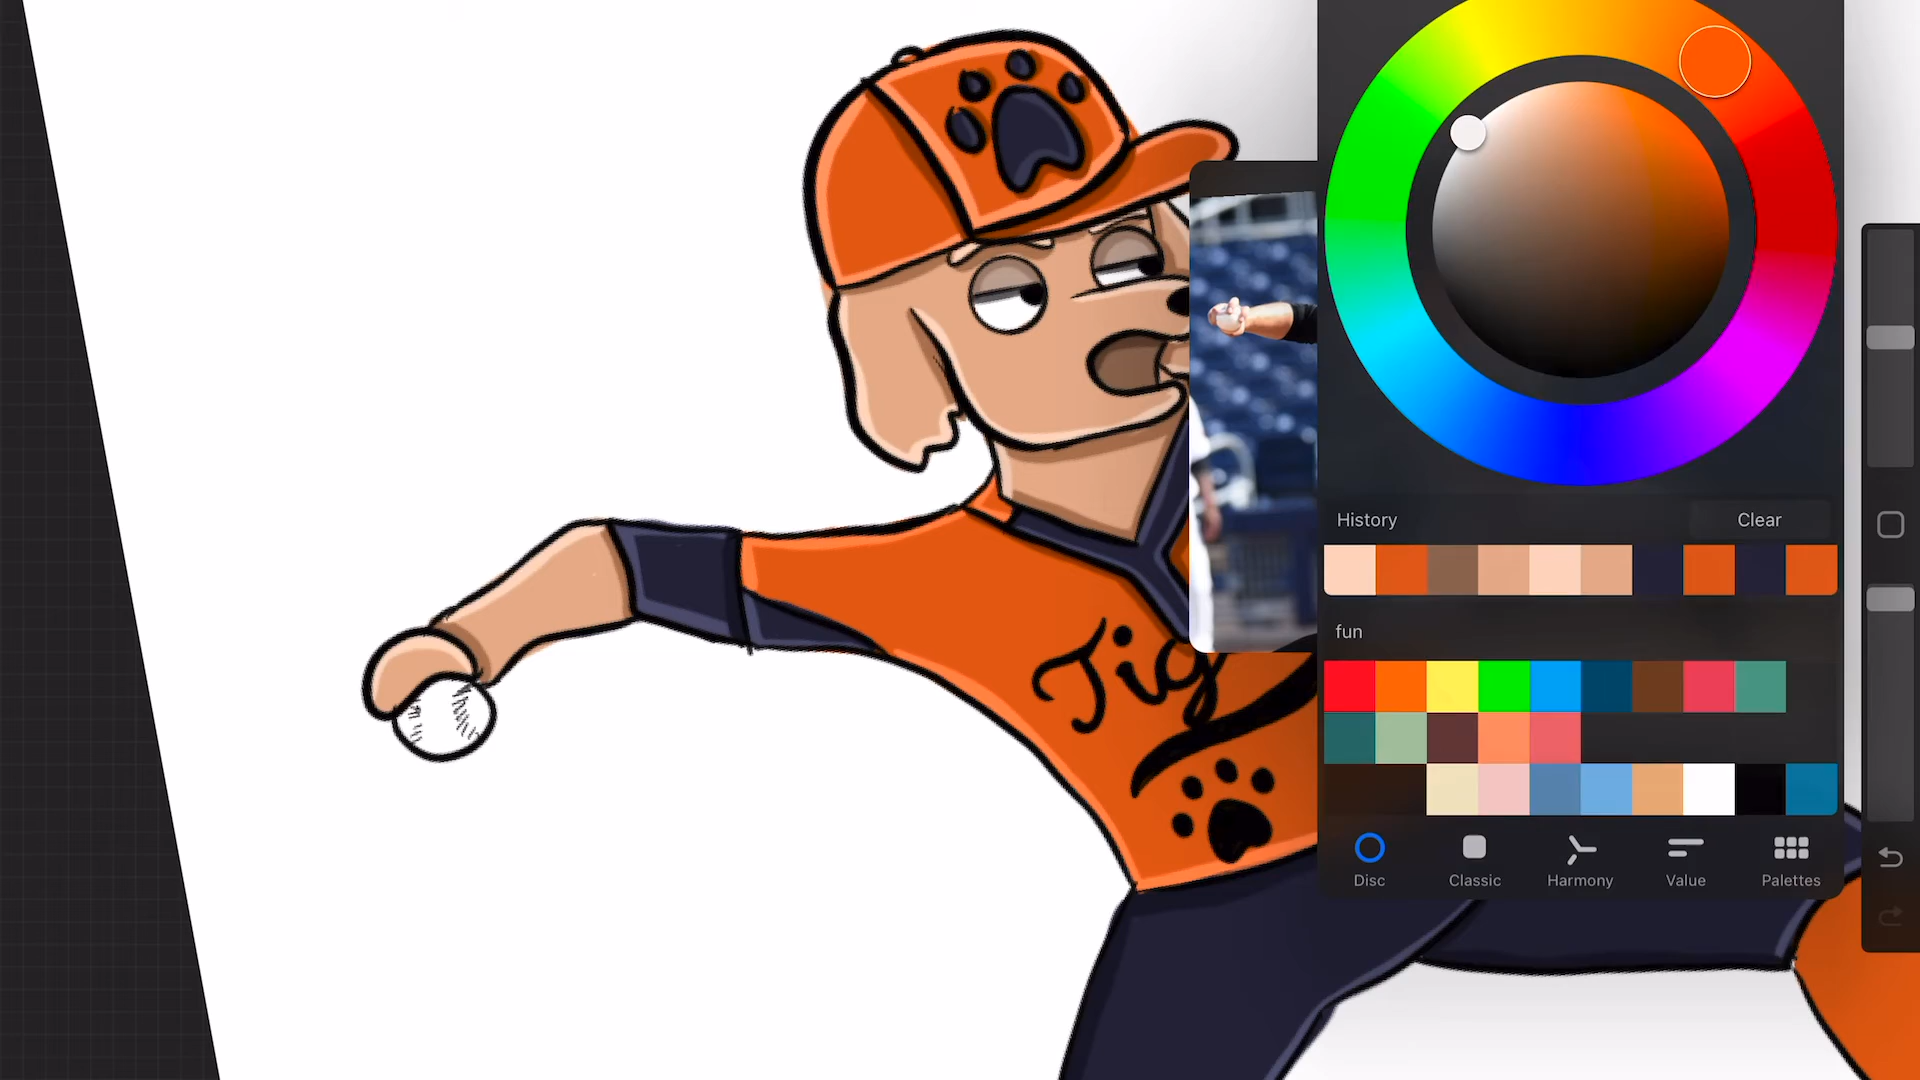 Tig
History
Clear
fun
Disc
Classic
Harmony
Value
Palettes